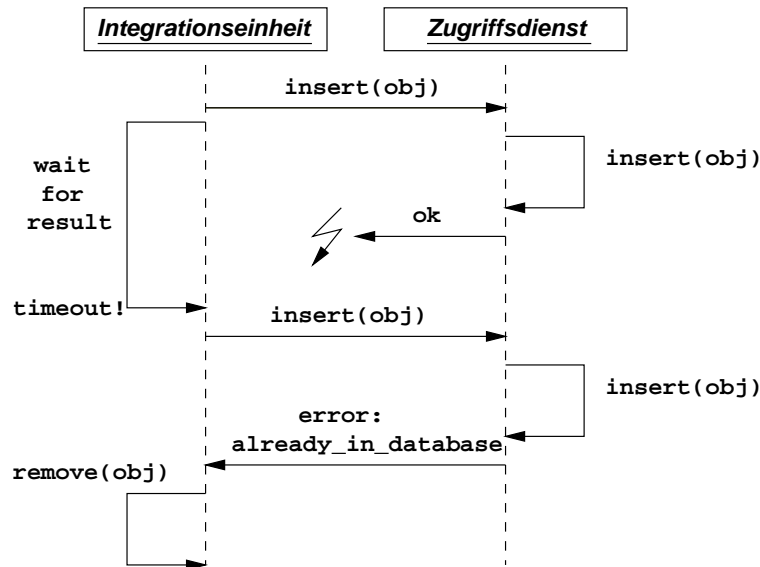 Integrationseinheit
Zugriffsdienst
insert(obj)
wait
for
result
insert(obj)
ok
timeout!
insert(obj)
insert(obj)
error:
already_in_database
remove(obj)